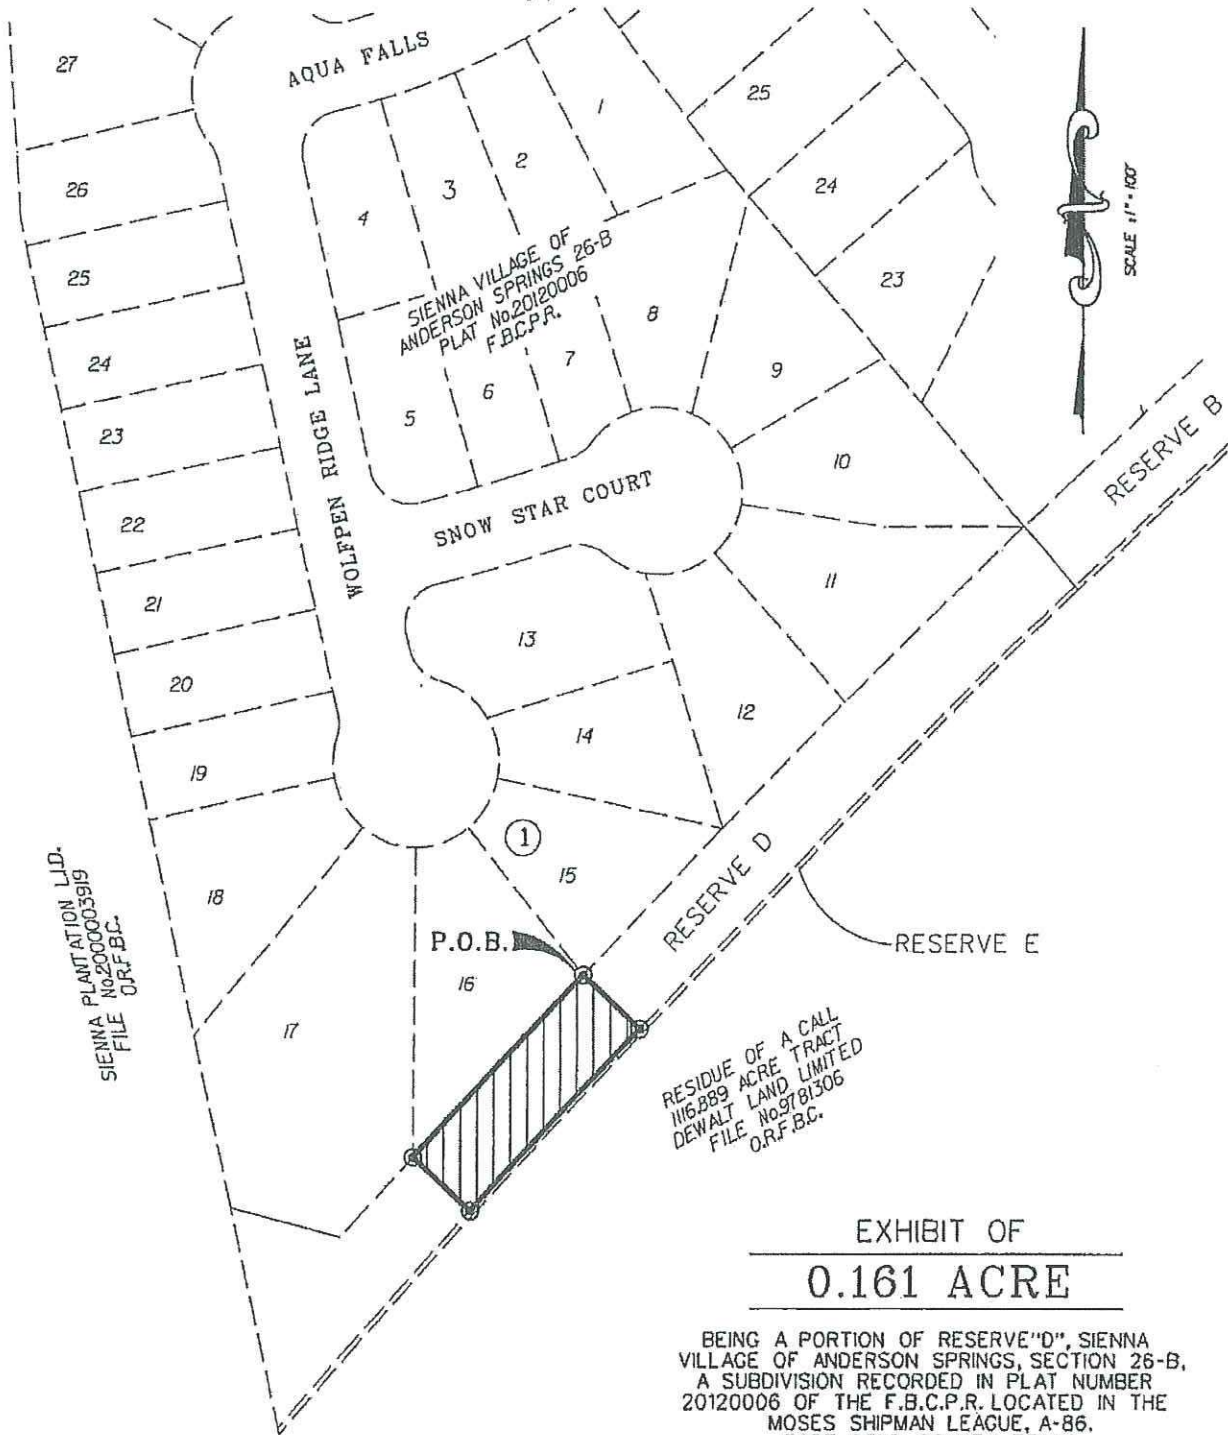 27
AQUA FALLS
1
25
26
2
3
4
24
SCALE :1"=100'
SIENNA VILLAGE OF
ANDERSON SPRINGS 26-B
PLAT No.20120006
F.B.C.P.R.
25
23
8
24
WOLFPEN RIDGE LANE
7
9
6
5
23
RESERVE B
10
SNOW STAR COURT
22
11
21
13
20
12
14
19
1
RESERVE D
15
18
SIENNA PLANTATION LTD.
FILE No.2000003919
O.R.F.B.C.
P.O.B.
RESERVE E
16
17
RESIDUE OF A CALL
1116.889 ACRE TRACT
DEWALT LAND LIMITED
FILE No.9781306
O.R.F.B.C.
EXHIBIT OF
0.161 ACRE
BEING A PORTION OF RESERVE"D", SIENNA
VILLAGE OF ANDERSON SPRINGS, SECTION 26-B,
A SUBDIVISION RECORDED IN PLAT NUMBER
20120006 OF THE F.B.C.P.R. LOCATED IN THE
MOSES SHIPMAN LEAGUE, A-86,